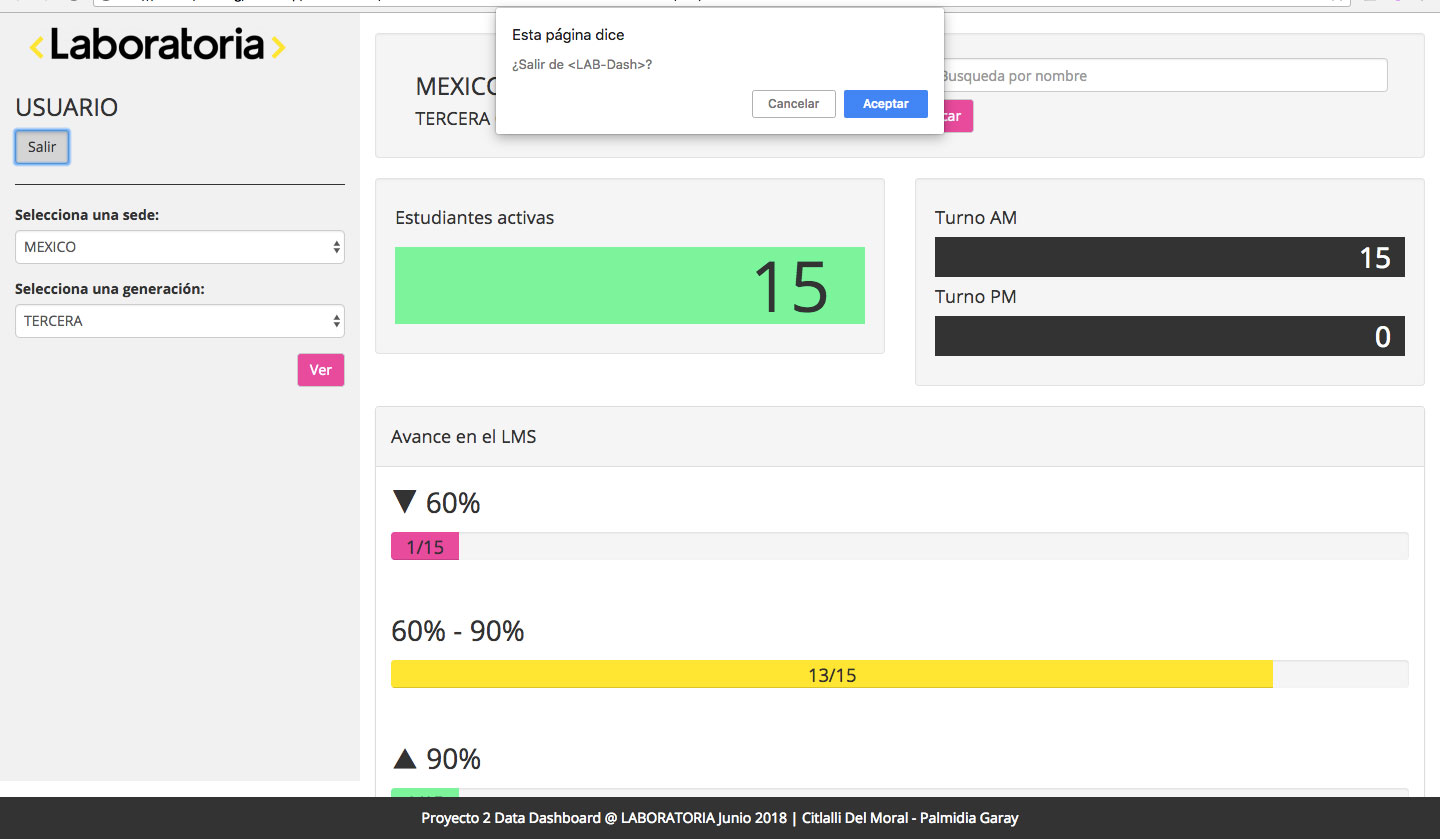 <Laboratoria>
USUARIO
Salir
Selecciona una sede:
MEXICO
Selecciona una generación:
TERCERA
Ver
Esta página dice
¿Salir de <LAB-Dash>?
Cancelar
Aceptar
MEXICO
TERCERA
Busqueda por nombre
Estudiantes activas
15
Turno AM
15
Turno PM
0
Avance en el LMS
▼ 60%
1/15
60% - 90%
13/15
▲ 90%
Proyecto 2 Data Dashboard @ LABORATORIA Junio 2018 | Citlalli Del Moral - Palmidia Garay